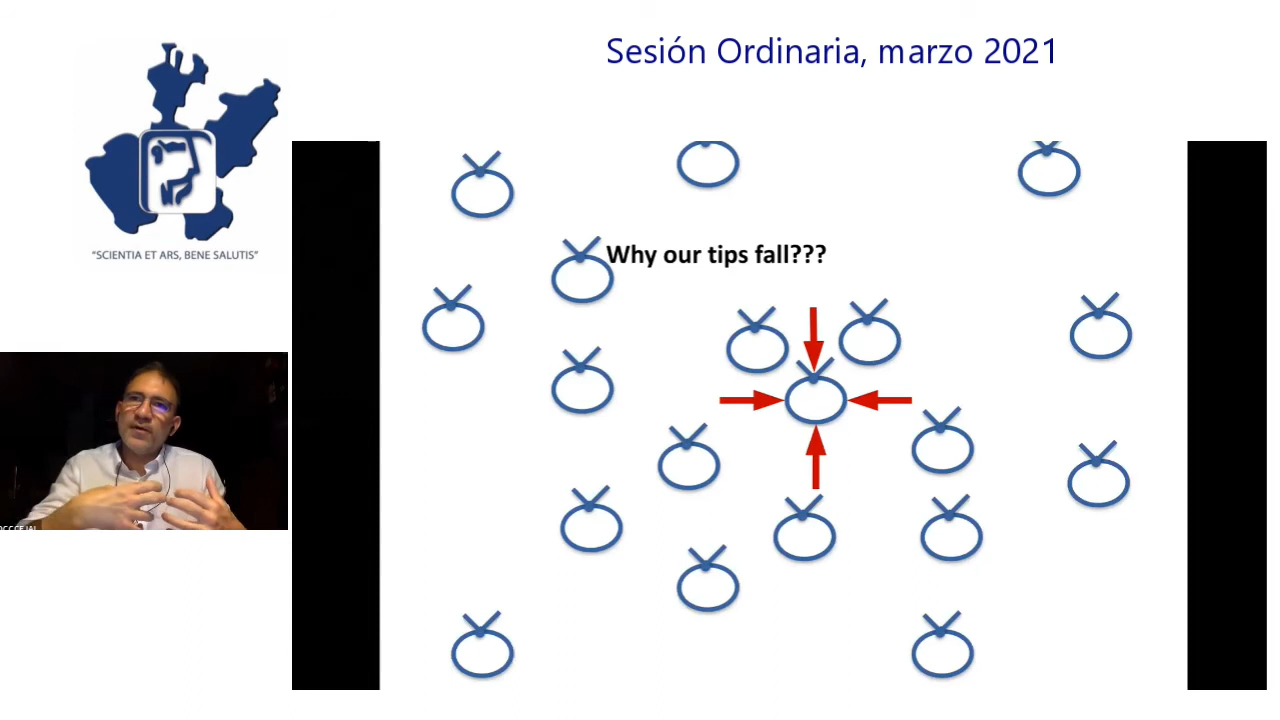 Sesión Ordinaria, marzo 2021
“SCIENTIA ET ARS, BENE SALUTIS”
Why our tips fall???